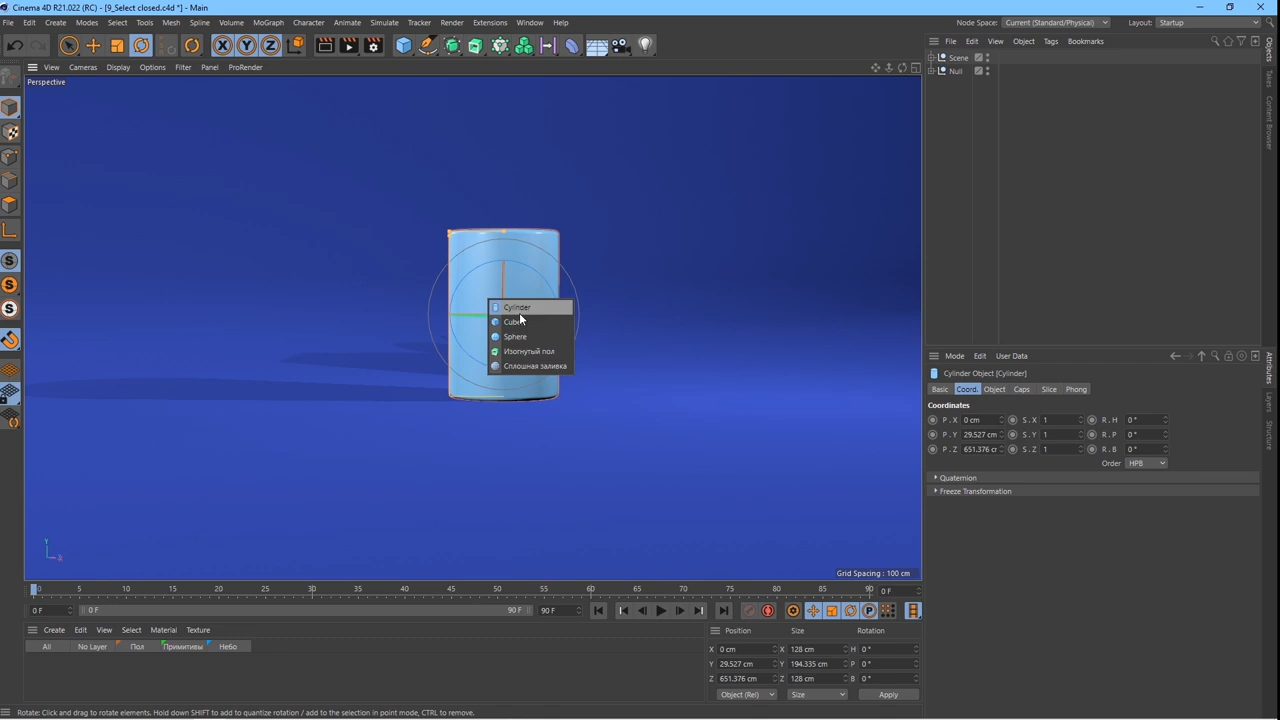 Cinema 4D R21.022 (RC) - [9_Select closed.c4d *] - Main
File Edit Create Modes Select Tools Mesh Spline Volume MoGraph Character Animate Simulate Tracker Render Extensions Window Help Node Space: Current (Standard/Physical) Layout: Startup
X Y Z
File Edit View Object Tags Bookmarks
View Cameras Display Options Filter Panel ProRender
Perspective
Scene
Null
Objects
Takes
Content Browser
Cylinder
Cube
Sphere
Изогнутый пол
Сплошная заливка
Mode Edit User Data
Cylinder Object [Cylinder]
Basic Coord. Object Caps Slice Phong
Coordinates
P . X 0 cm S . X 1 R . H 0 °
P . Y 29.527 cm S . Y 1 R . P 0 °
P . Z 651.376 cr S . Z 1 R . B 0 °
Order HPB
Quaternion
Freeze Transformation
Attributes
Layers
Structure
Y
Grid Spacing : 100 cm
0 5 10 15 20 25 30 35 40 45 50 55 60 65 70 75 80 85 90 0 F
0 F 0 F 90 F 90 F
Create Edit View Select Material Texture
All No Layer Пол Примитивы Небо
Position Size Rotation
X 0 cm X 128 cm H 0 °
Y 29.527 cm Y 194.335 cm P 0 °
Z 651.376 cm Z 128 cm B 0 °
Object (Rel) Size Apply
Rotate: Click and drag to rotate elements. Hold down SHIFT to add to quantize rotation / add to the selection in point mode, CTRL to remove.